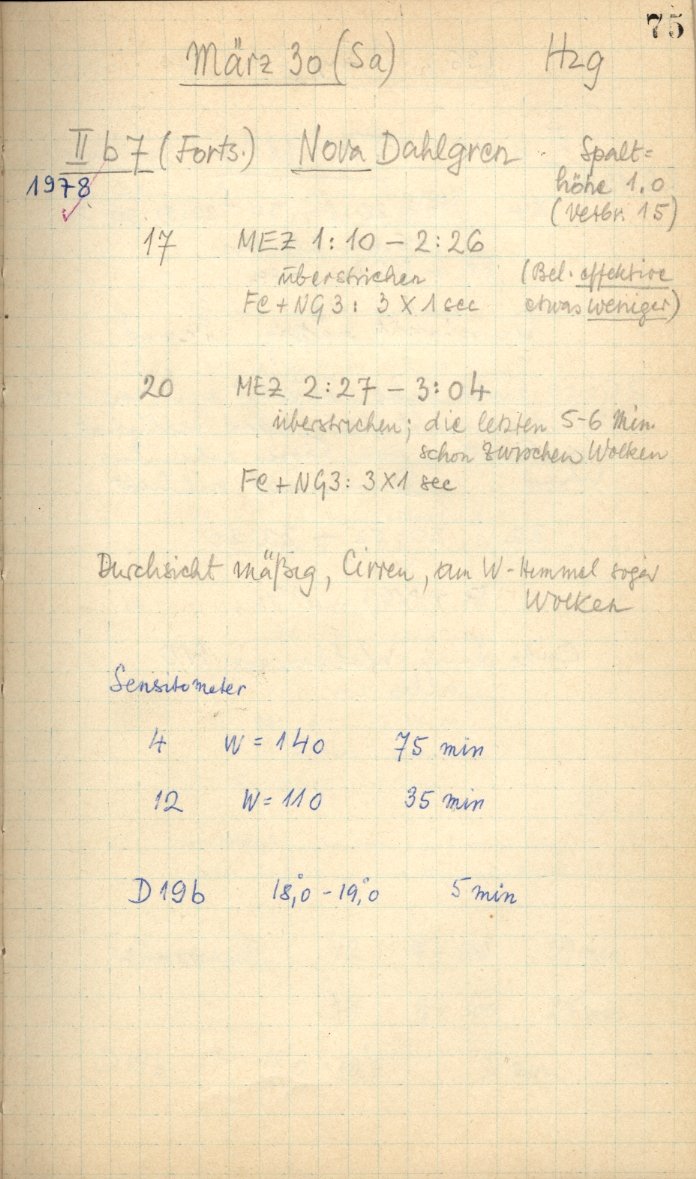 75
März 30 (Sa) Hzg
II b 7 (Forts.) Nova Dahlgren Spalt=
1978 höhe 1.0
(Verbr. 15)
17 MEZ 1:10 – 2:26
überstrichen (Bel. effektive
Fe + NG3: 3 X 1 sec etwas weniger)
20 MEZ 2:27 – 3:04
überstrichen; die letzten 5-6 Min.
schon zwischen Wolken
Fe + NG3: 3X1 sec
Durchsicht mäßig, Cirren, am W-Himmel sogar
Wolken
Sensitometer
4 W = 140 75 min
12 W = 110 35 min
D19b 18,°0 – 19,°0 5 min